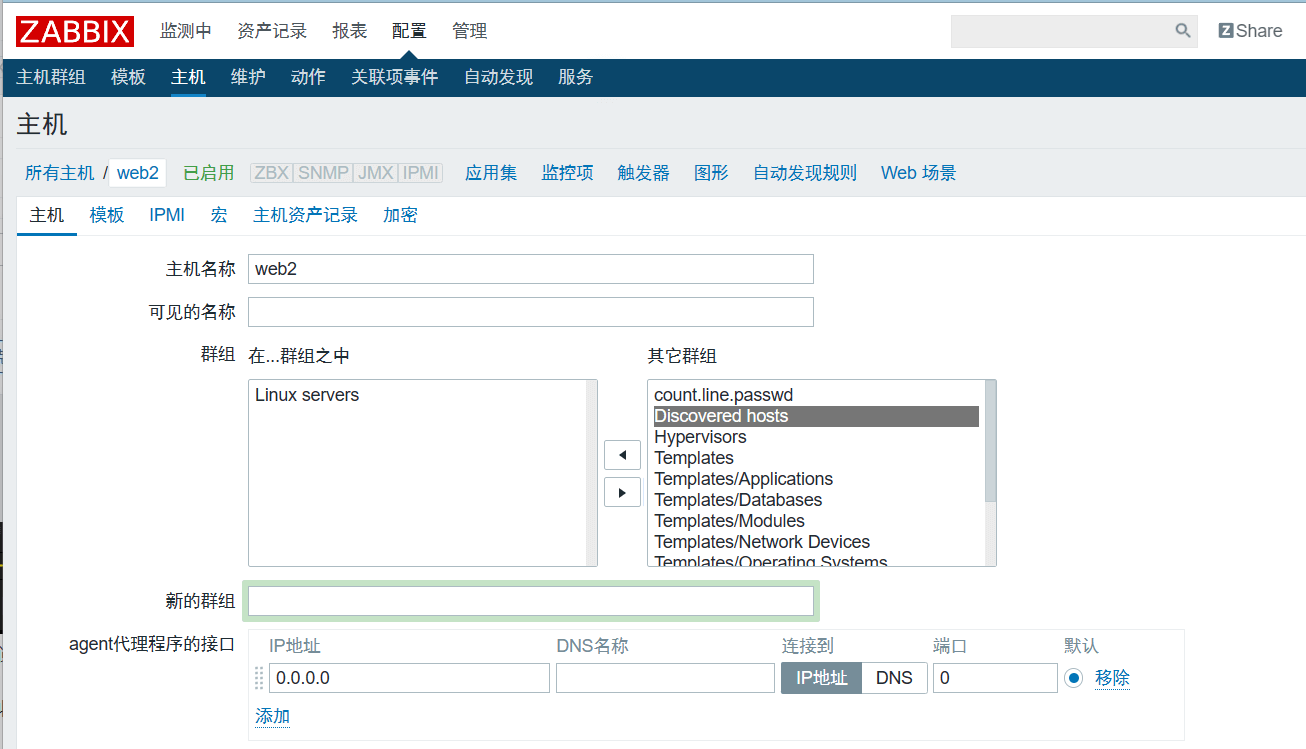 ZABBIX 监测中 资产记录 报表 配置 管理 Z Share
主机群组 模板 主机 维护 动作 关联项事件 自动发现 服务
主机
所有主机 / web2 已启用 ZBX SNMP JMX IPMI 应用集 监控项 触发器 图形 自动发现规则 Web 场景
主机 模板 IPMI 宏 主机资产记录 加密
主机名称 web2
可见的名称
群组 在...群组之中 其它群组
Linux servers count.line.passwd
Discovered hosts
Hypervisors
Templates
Templates/Applications
Templates/Databases
Templates/Modules
Templates/Network Devices
Templates/Operating Systems
新的群组
agent代理程序的接口 IP地址 DNS名称 连接到 端口 默认
0.0.0.0 IP地址 DNS 0 移除
添加